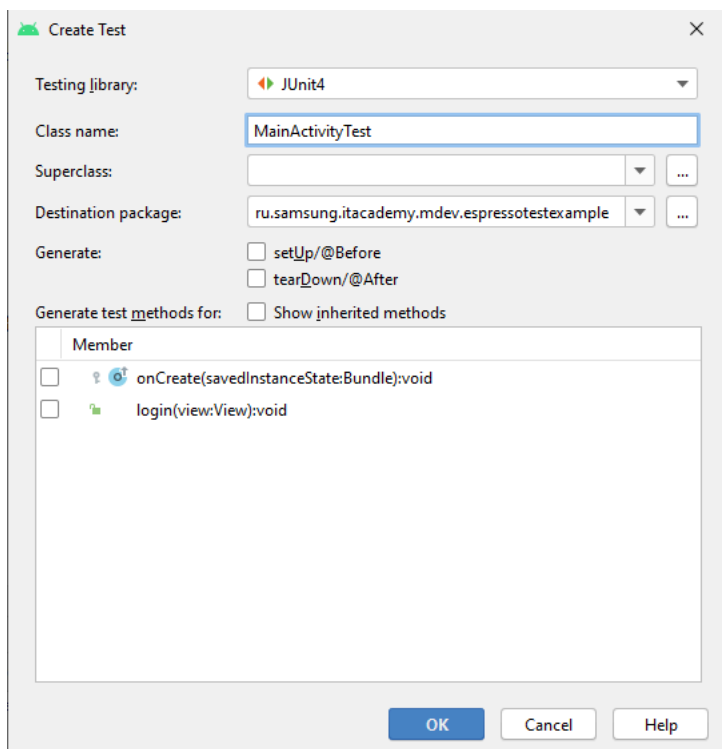 Create Test
Testing library: JUnit4
Class name: MainActivityTest
Superclass: ...
Destination package: ru.samsung.itacademy.mdev.espressotestexample ...
Generate: setUp/@Before
tearDown/@After
Generate test methods for: Show inherited methods
Member
onCreate(savedInstanceState:Bundle):void
login(view:View):void
OK Cancel Help